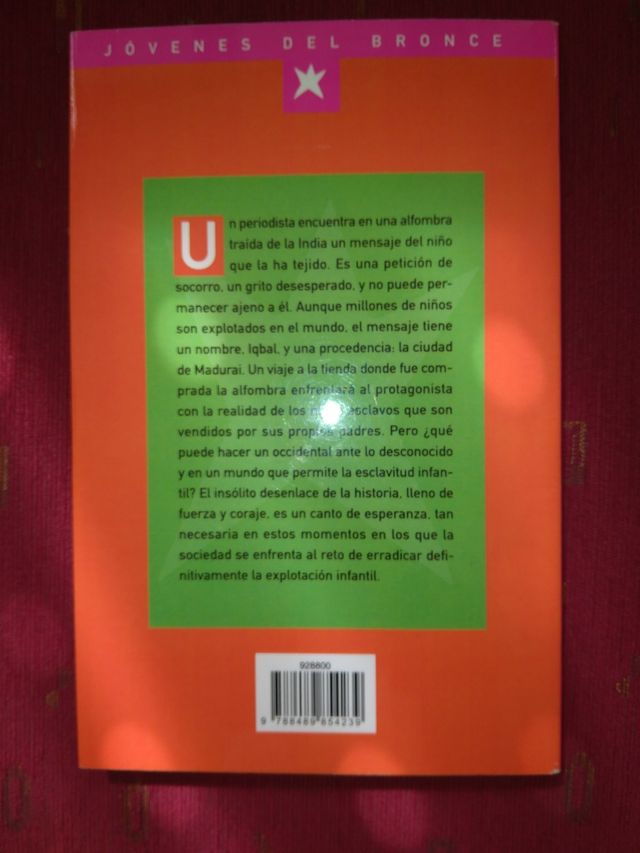 JÓVENES DEL BRONCE
Un periodista encuentra en una alfombra
traída de la India un mensaje del niño
que la ha tejido. Es una petición de
socorro, un grito desesperado, y no puede per-
manecer ajeno a él. Aunque millones de niños
son explotados en el mundo, el mensaje tiene
un nombre, Iqbal, y una procedencia: la ciudad
de Madurai. Un viaje a la tienda donde fue com-
prada la alfombra enfrentará al protagonista
con la realidad de los esclavos que son
vendidos por sus propios padres. Pero ¿qué
puede hacer un occidental ante lo desconocido
y en un mundo que permite la esclavitud infan-
til? El insólito desenlace de la historia, lleno de
fuerza y coraje, es un canto de esperanza, tan
necesaria en estos momentos en los que la
sociedad se enfrenta al reto de erradicar defi-
nitivamente la explotación infantil.
928800
9 788489 854239